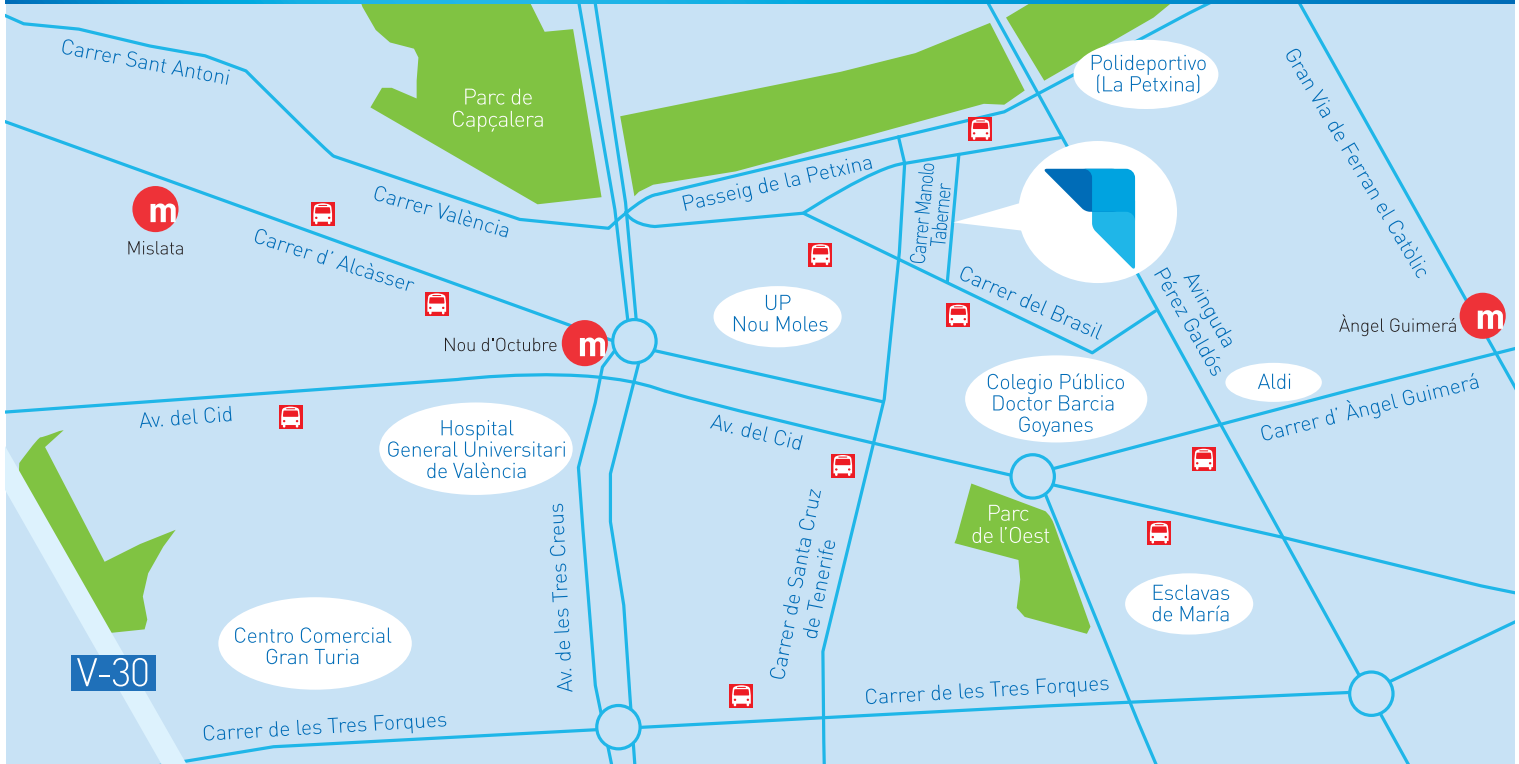 Carrer Sant Antoni
Parc de
Capçalera
Polideportivo
(La Petxina)
Gran Via de Ferran el Catòlic
Passeig de la Petxina
Carrer Manolo
Taberner
m
Mislata
Carrer València
Carrer d' Alcàsser
UP
Nou Moles
Carrer del Brasil
Avinguda
Pérez Galdós
Nou d'Octubre
m
Àngel Guimerá
m
Av. del Cid
Hospital
General Universitari
de València
Av. del Cid
Colegio Público
Doctor Barcia
Goyanes
Aldi
Carrer d' Àngel Guimerá
Parc
de l'Oest
Av. de les Tres Creus
Carrer de Santa Cruz
de Tenerife
Esclavas
de María
Centro Comercial
Gran Turia
V-30
Carrer de les Tres Forques
Carrer de les Tres Forques